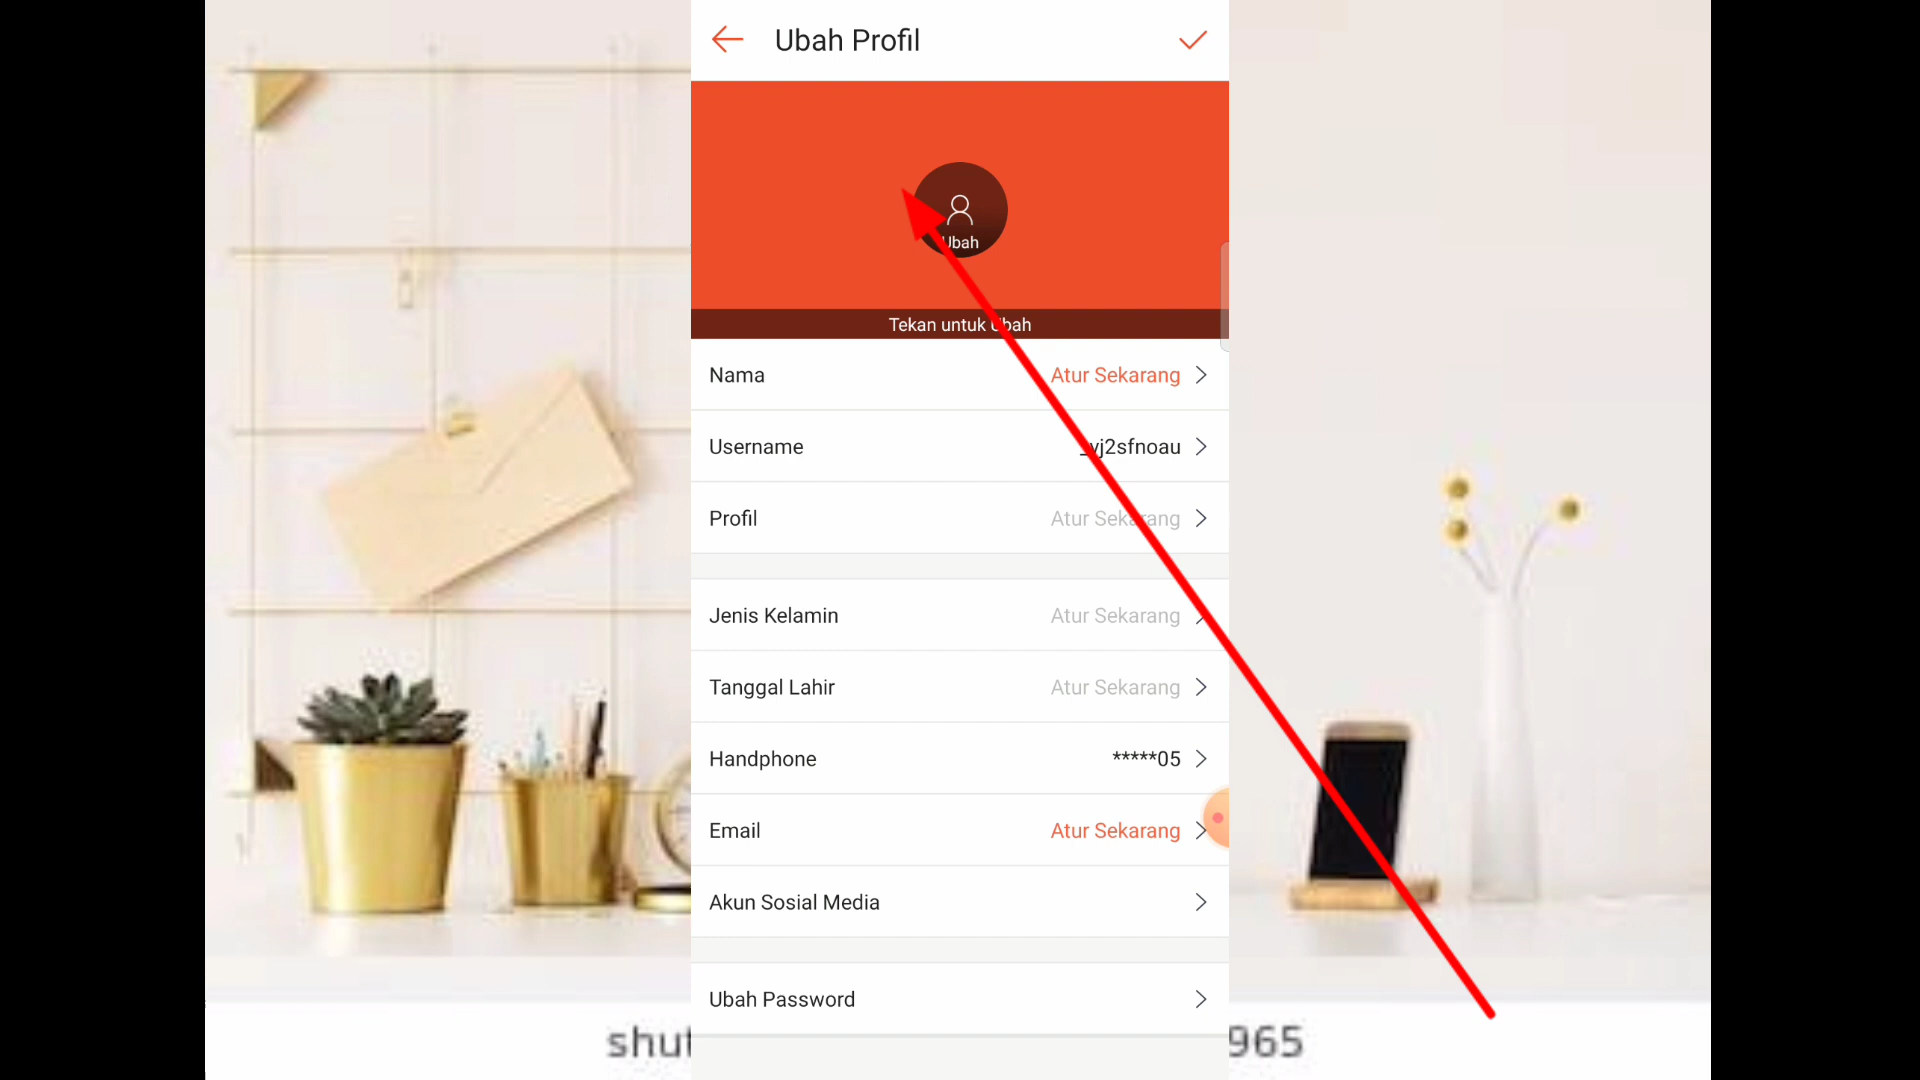 Ubah Profil
Ubah
Tekan untuk Ubah
Nama Atur Sekarang
Username _vj2sfnoau
Profil Atur Sekarang
Jenis Kelamin Atur Sekarang
Tanggal Lahir Atur Sekarang
Handphone *****05
Email Atur Sekarang
Akun Sosial Media
Ubah Password
shut 965